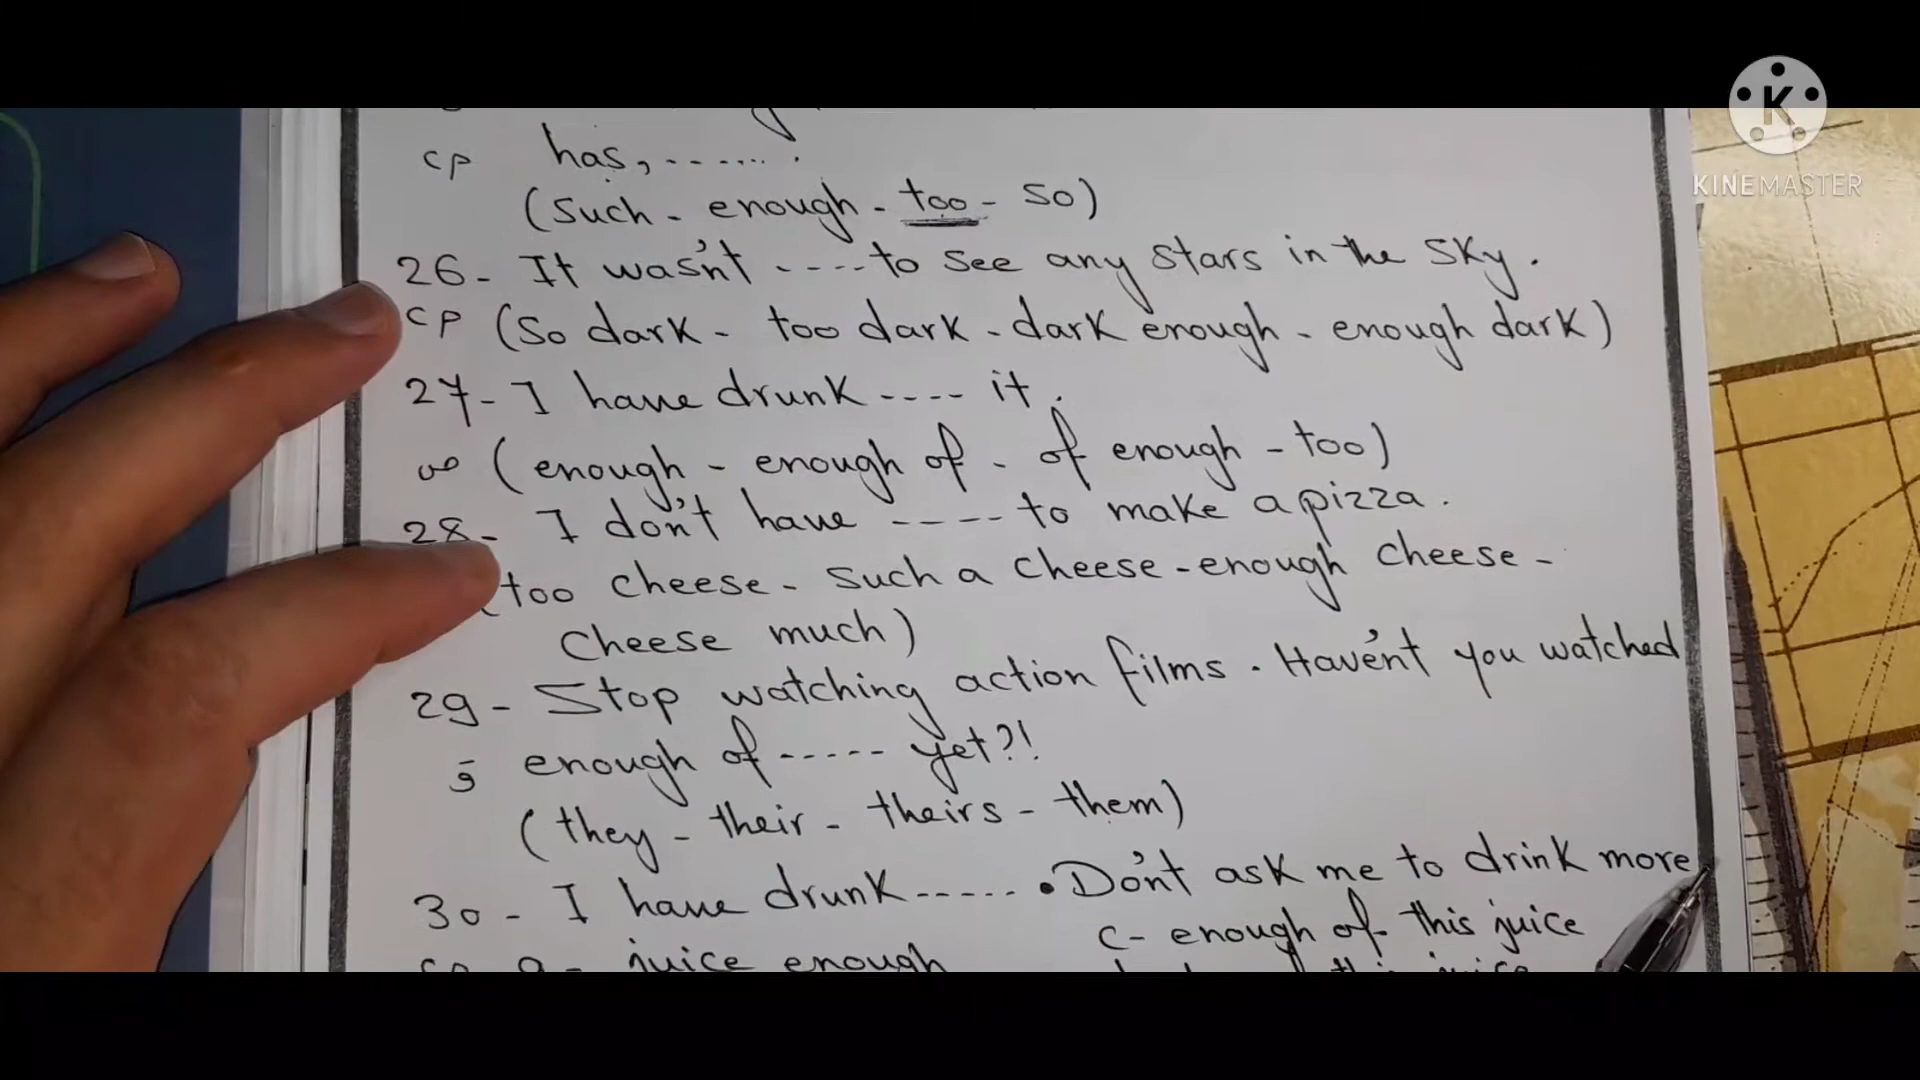 has, .......
cp
(such - enough - too - so)
26- It wasn't ---- to see any stars in the sky.
cp (so dark - too dark - dark enough - enough dark)
27- I have drunk ---- it.
(enough - enough of - of enough - too)
28- I don't have ---- to make a pizza.
(too cheese - such a cheese - enough cheese -
cheese much)
29- Stop watching action films. Haven't you watched
enough of ----- yet?!
(they - their - theirs - them)
30- I have drunk ----- . Don't ask me to drink more
c- enough of this juice
a- juice enough
K
KINEMASTER